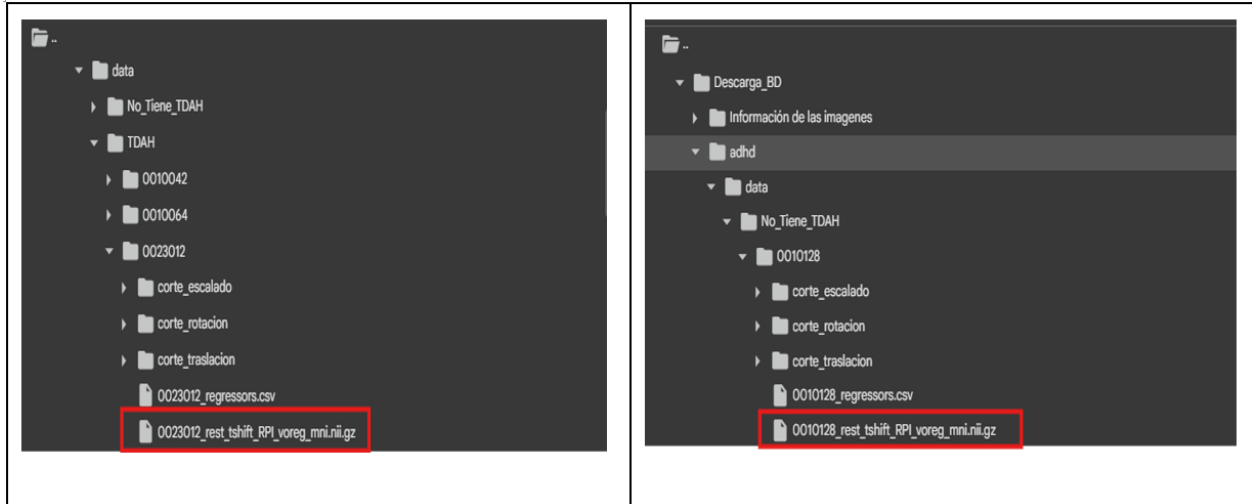 ..
data
No_Tiene_TDAH
TDAH
0010042
0010064
0023012
corte_escalado
corte_rotacion
corte_traslacion
0023012_regressors.csv
0023012_rest_tshift_RPI_voreg_mni.nii.gz
..
Descarga_BD
Información de las imagenes
adhd
data
No_Tiene_TDAH
0010128
corte_escalado
corte_rotacion
corte_traslacion
0010128_regressors.csv
0010128_rest_tshift_RPI_voreg_mni.nii.gz